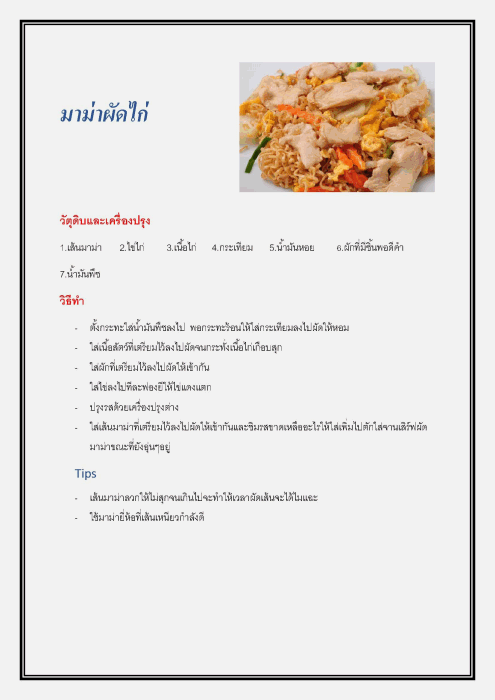 มาม่าผัดไก่
วัตุดิบและเครื่องปรุง
1.เส้นมาม่า 2.ไข่ไก่ 3.เนื้อไก่ 4.กระเทียม 5.น้ำมันหอย 6.ผักที่มีชิ้นพอดีคำ
7.น้ำมันพืช
วิธีทำ
- ตั้งกระทะใส่น้ำมันพืชลงไป พอกระทะร้อนให้ใส่กระเทียมลงไปผัดให้หอม
- ใส่เนื้อสัตว์ที่เตรียมไว้ลงไปผัดจนกระทั่งเนื้อไก่เกือบสุก
- ใส่ผักที่เตรียมไว้ลงไปผัดให้เข้ากัน
- ใส่ไข่ลงไปทีละฟองยีให้ไข่แดงแตก
- ปรุงรสด้วยเครื่องปรุงต่าง
- ใส่เส้นมาม่าที่เตรียมไว้ลงไปผัดให้เข้ากันและชิมรสขาดเหลืออะไรให้ใส่เพิ่มไปตักใส่จานเสิร์ฟผัด
มาม่าขณะที่ยังอุ่นๆอยู่
Tips
- เส้นมาม่าลวกให้ไม่สุกจนเกินไปจะทำให้เวลาผัดเส้นจะได้ไม่แฉะ
- ใช้มาม่ายี่ห้อที่เส้นเหนียวกำลังดี